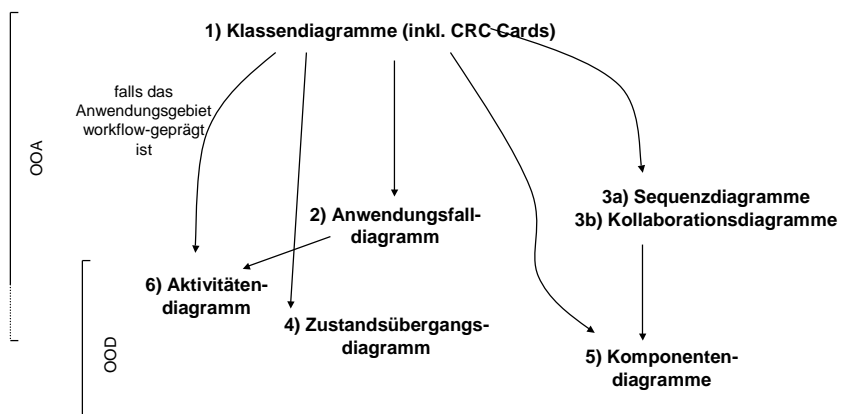 1) Klassendiagramme (inkl. CRC Cards)
falls das
Anwendungsgebiet
workflow-geprägt
ist
OOA
3a) Sequenzdiagramme
3b) Kollaborationsdiagramme
2) Anwendungsfall-
diagramm
6) Aktivitäten-
diagramm
4) Zustandsübergangs-
diagramm
OOD
5) Komponenten-
diagramme